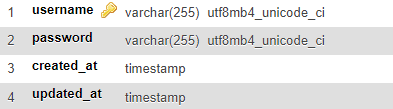 1 username varchar(255) utf8mb4_unicode_ci
2 password varchar(255) utf8mb4_unicode_ci
3 created_at timestamp
4 updated_at timestamp